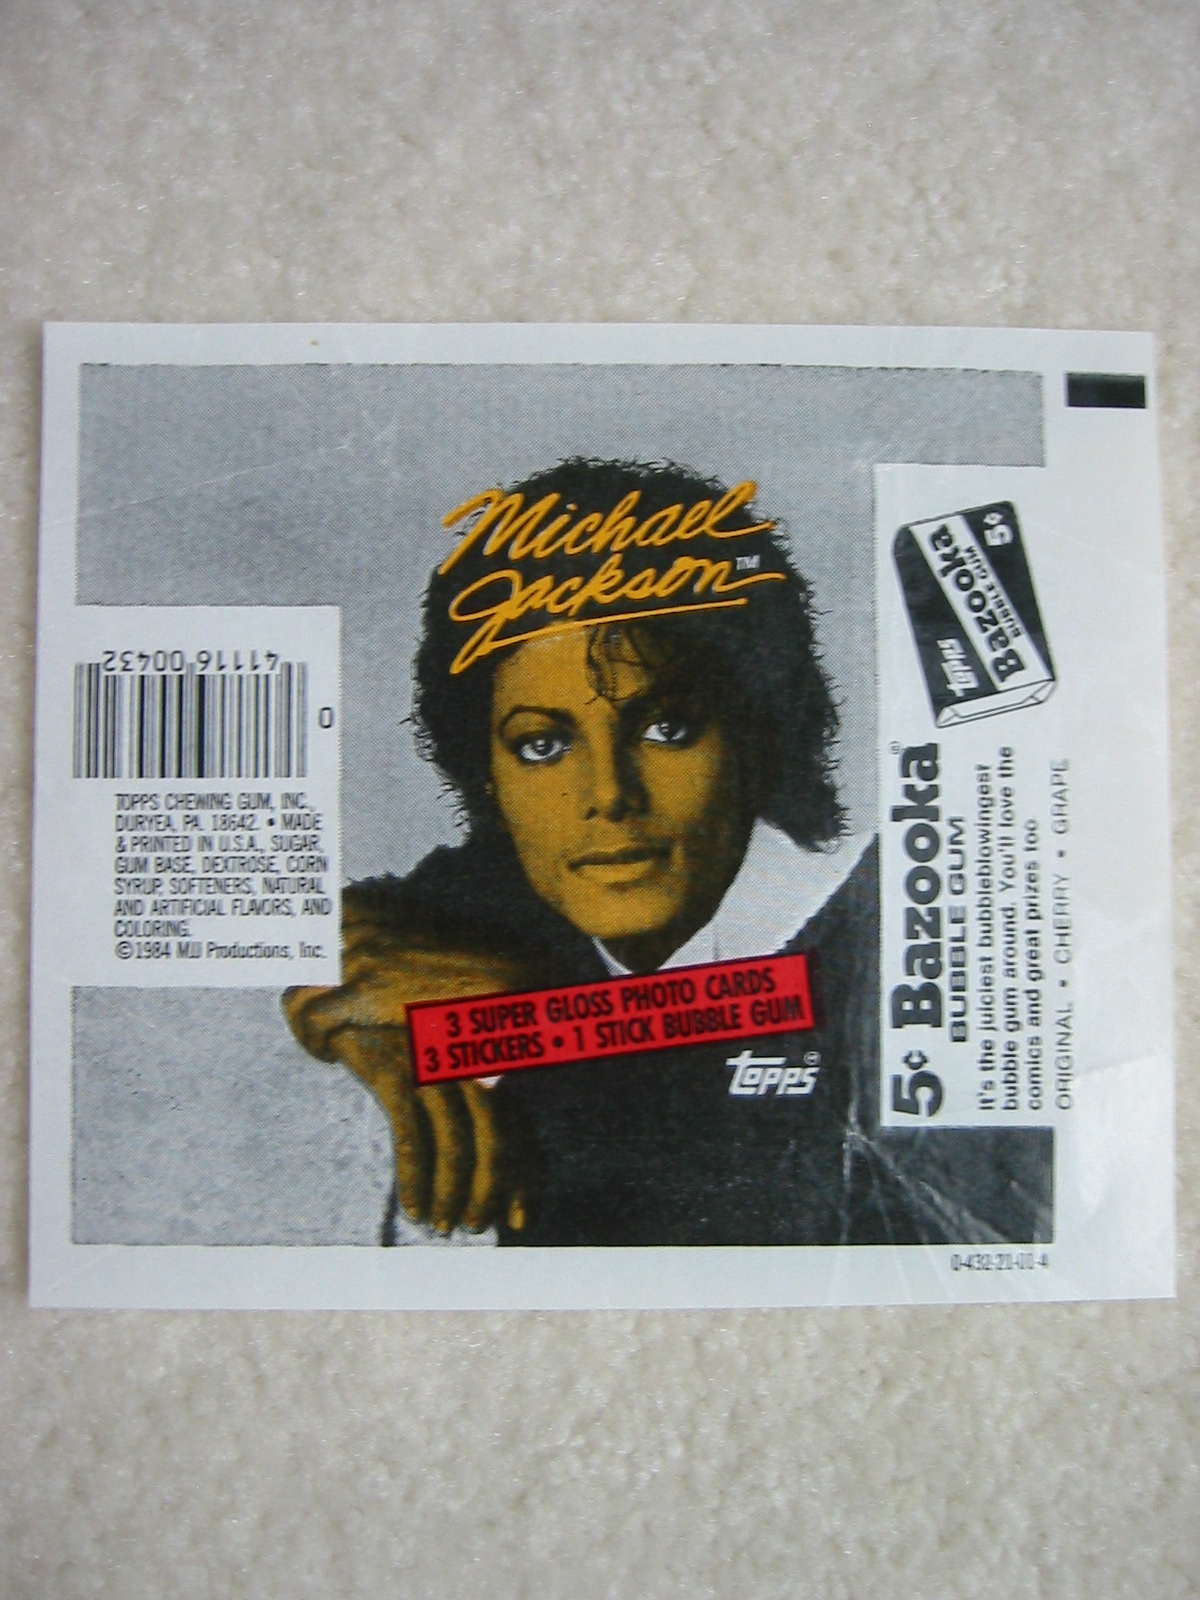 Michael
Jackson™
3 SUPER GLOSS PHOTO CARDS
3 STICKERS • 1 STICK BUBBLE GUM
Topps®
0 41116 00432
TOPPS CHEWING GUM, INC.,
DURYEA, PA. 18642. • MADE
& PRINTED IN U.S.A., SUGAR,
GUM BASE, DEXTROSE, CORN
SYRUP, SOFTENERS, NATURAL
AND ARTIFICIAL FLAVORS, AND
COLORING.
©1984 MJJ Productions, Inc.
Topps
Bazooka
BUBBLE GUM
5¢
5¢ Bazooka®
BUBBLE GUM
It's the juiciest bubbleblowingest
bubble gum around. You'll love the
comics and great prizes too
ORIGINAL • CHERRY • GRAPE